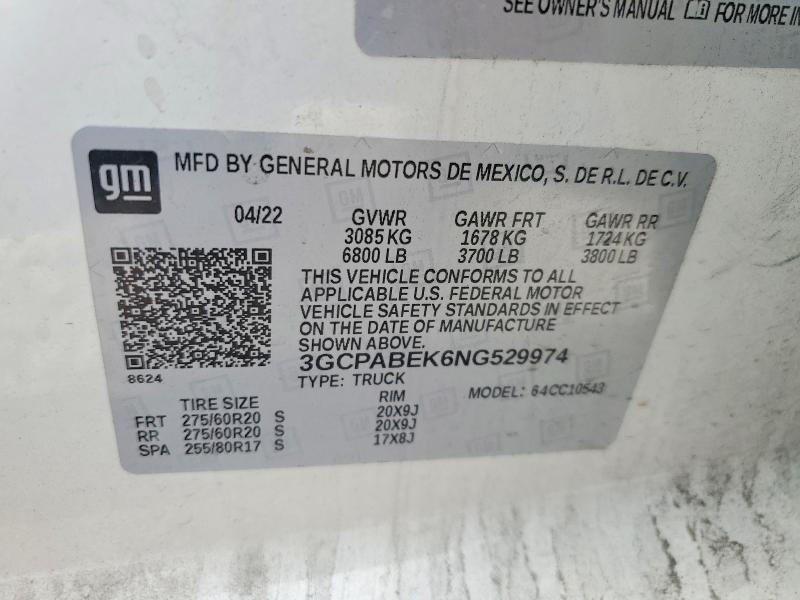 SEE OWNER'S MANUAL FOR MORE
gm
MFD BY GENERAL MOTORS DE MEXICO, S. DE R.L. DE C.V.
04/22 GVWR GAWR FRT GAWR RR
3085 KG 1678 KG 1724 KG
6800 LB 3700 LB 3800 LB
THIS VEHICLE CONFORMS TO ALL
APPLICABLE U.S. FEDERAL MOTOR
VEHICLE SAFETY STANDARDS IN EFFECT
ON THE DATE OF MANUFACTURE
SHOWN ABOVE.
3GCPABEK6NG529974
8624
TYPE: TRUCK MODEL: 64CC10543
TIRE SIZE RIM
FRT 275/60R20 S 20X9J
RR 275/60R20 S 20X9J
SPA 255/80R17 S 17X8J